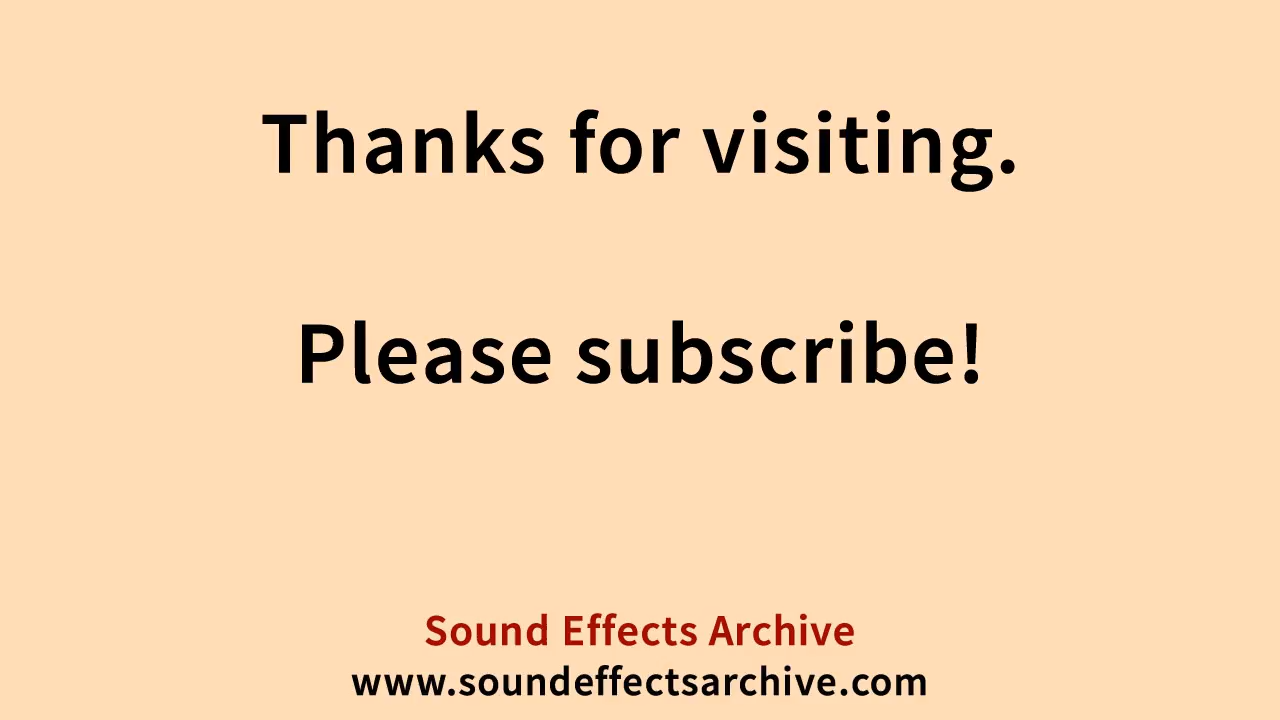 Thanks for visiting.
Please subscribe!
Sound Effects Archive
www.soundeffectsarchive.com